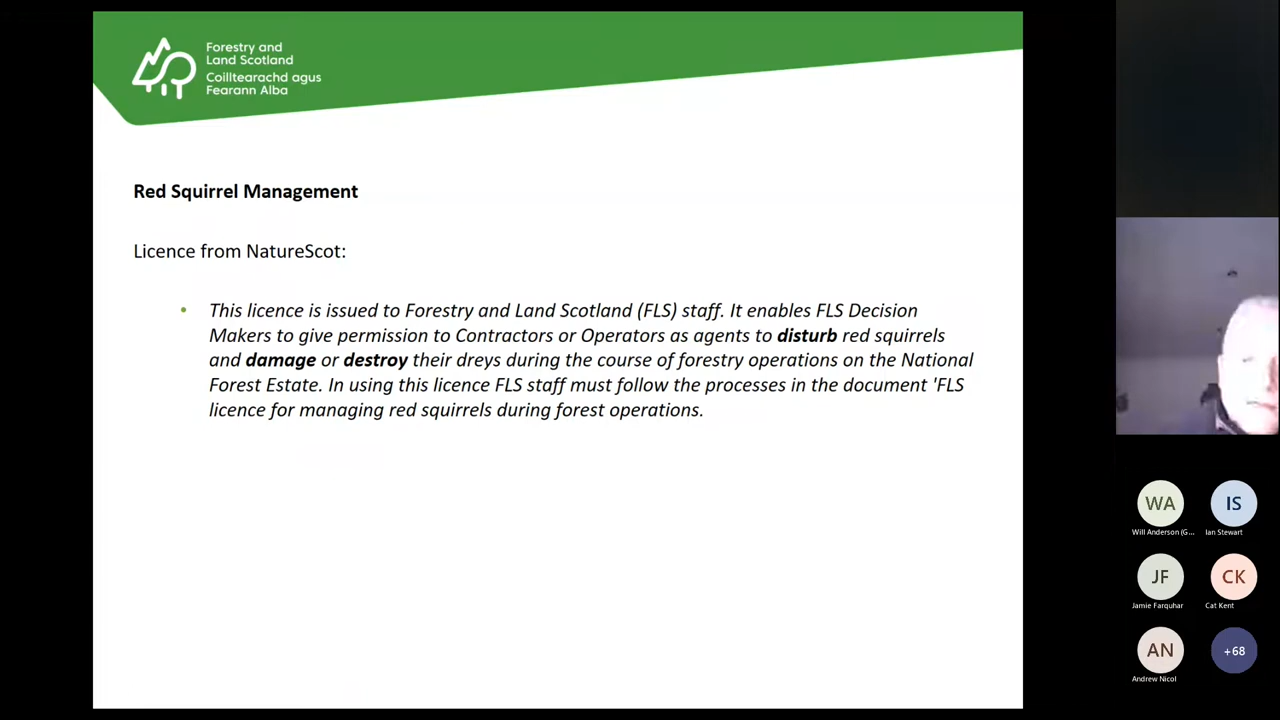 Forestry and
Land Scotland
Coilltearachd agus
Fearann Alba
Red Squirrel Management
Licence from NatureScot:
• This licence is issued to Forestry and Land Scotland (FLS) staff. It enables FLS Decision
Makers to give permission to Contractors or Operators as agents to disturb red squirrels
and damage or destroy their dreys during the course of forestry operations on the National
Forest Estate. In using this licence FLS staff must follow the processes in the document 'FLS
licence for managing red squirrels during forest operations.
WA
IS
Will Anderson (G...
Ian Stewart
JF
CK
Jamie Farquhar
Cat Kent
AN
+68
Andrew Nicol